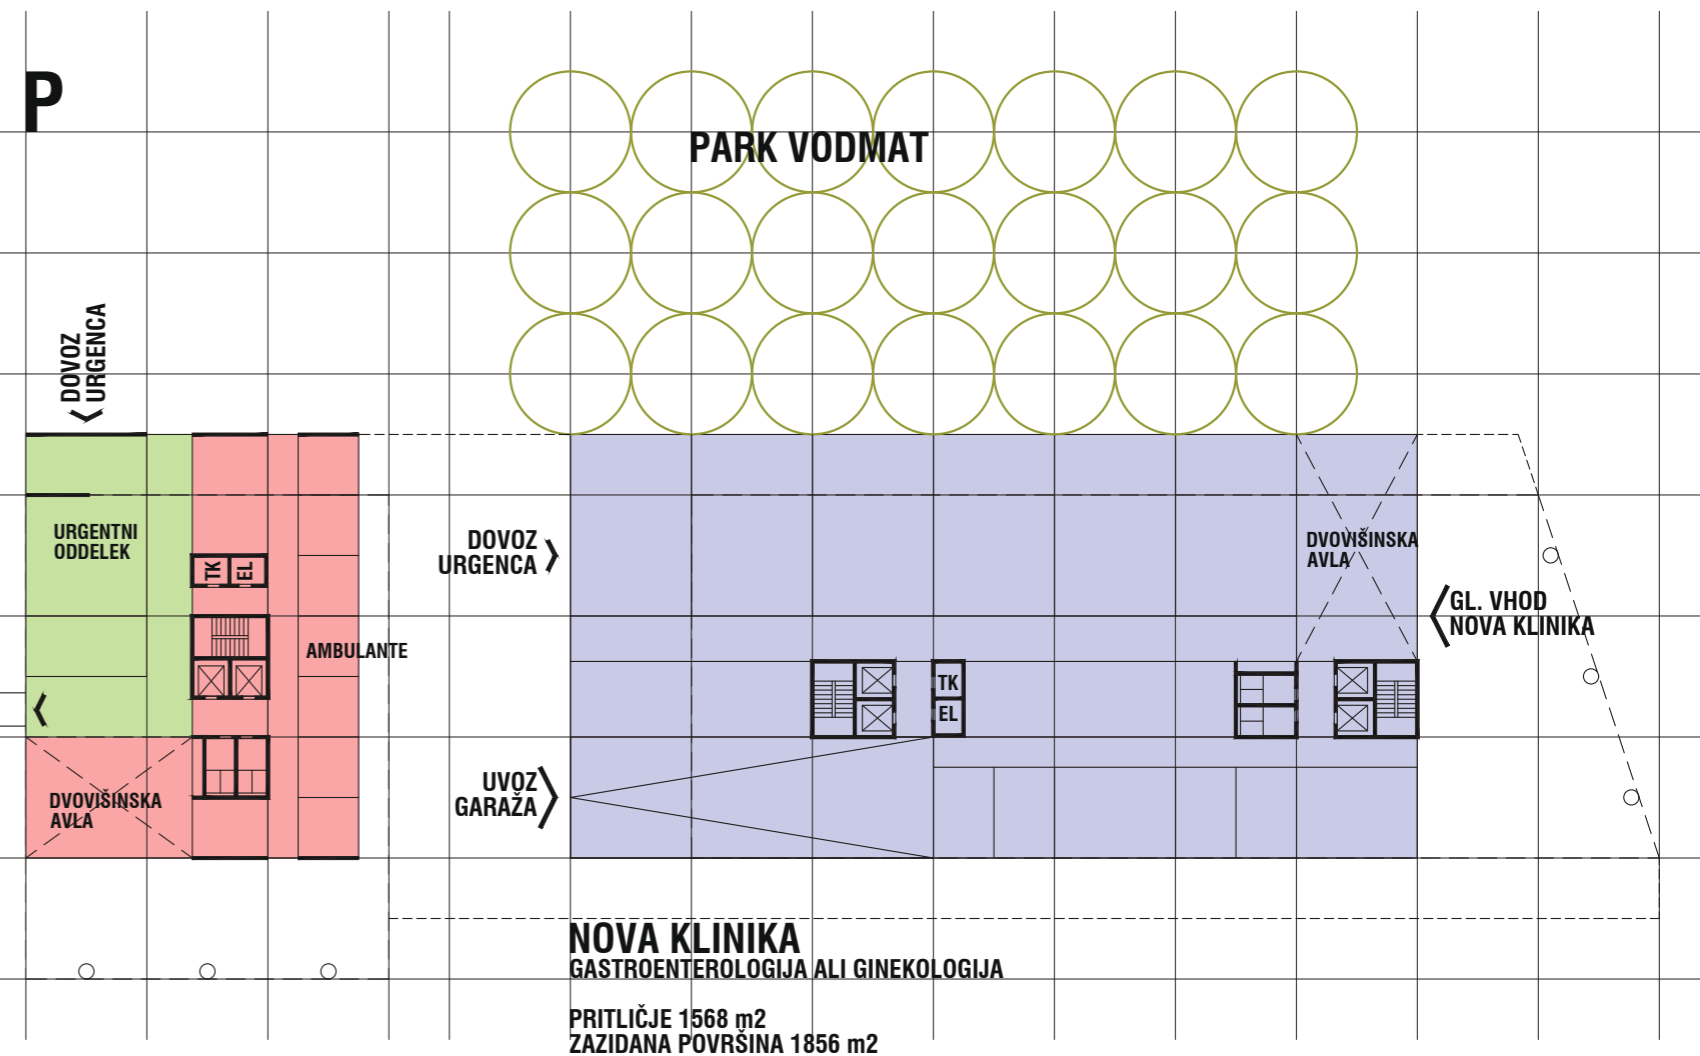 P
PARK VODMAT
DOVOZ
URGENCA
URGENTNI
ODDELEK
TK
EL
AMBULANTE
DVOVIŠINSKA
AVLA
DOVOZ
URGENCA
UVOZ
GARAŽA
TK
EL
DVOVIŠINSKA
AVLA
GL. VHOD
NOVA KLINIKA
NOVA KLINIKA
GASTROENTEROLOGIJA ALI GINEKOLOGIJA
PRITLIČJE 1568 m2
ZAZIDANA POVRŠINA 1856 m2